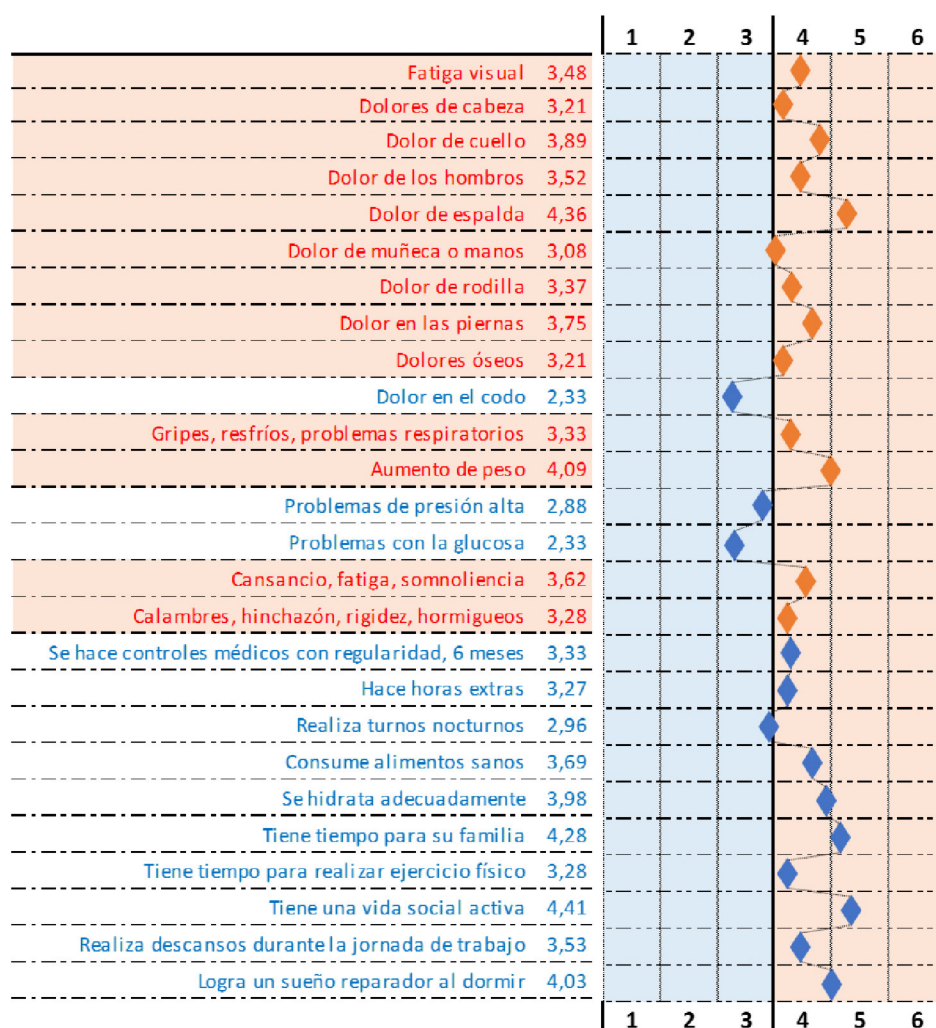 1 2 3 4 5 6
Fatiga visual 3,48
Dolores de cabeza 3,21
Dolor de cuello 3,89
Dolor de los hombros 3,52
Dolor de espalda 4,36
Dolor de muñeca o manos 3,08
Dolor de rodilla 3,37
Dolor en las piernas 3,75
Dolores óseos 3,21
Dolor en el codo 2,33
Gripes, resfríos, problemas respiratorios 3,33
Aumento de peso 4,09
Problemas de presión alta 2,88
Problemas con la glucosa 2,33
Cansancio, fatiga, somnoliencia 3,62
Calambres, hinchazón, rigidez, hormigueos 3,28
Se hace controles médicos con regularidad, 6 meses 3,33
Hace horas extras 3,27
Realiza turnos nocturnos 2,96
Consume alimentos sanos 3,69
Se hidrata adecuadamente 3,98
Tiene tiempo para su familia 4,28
Tiene tiempo para realizar ejercicio físico 3,28
Tiene una vida social activa 4,41
Realiza descansos durante la jornada de trabajo 3,53
Logra un sueño reparador al dormir 4,03
1 2 3 4 5 6